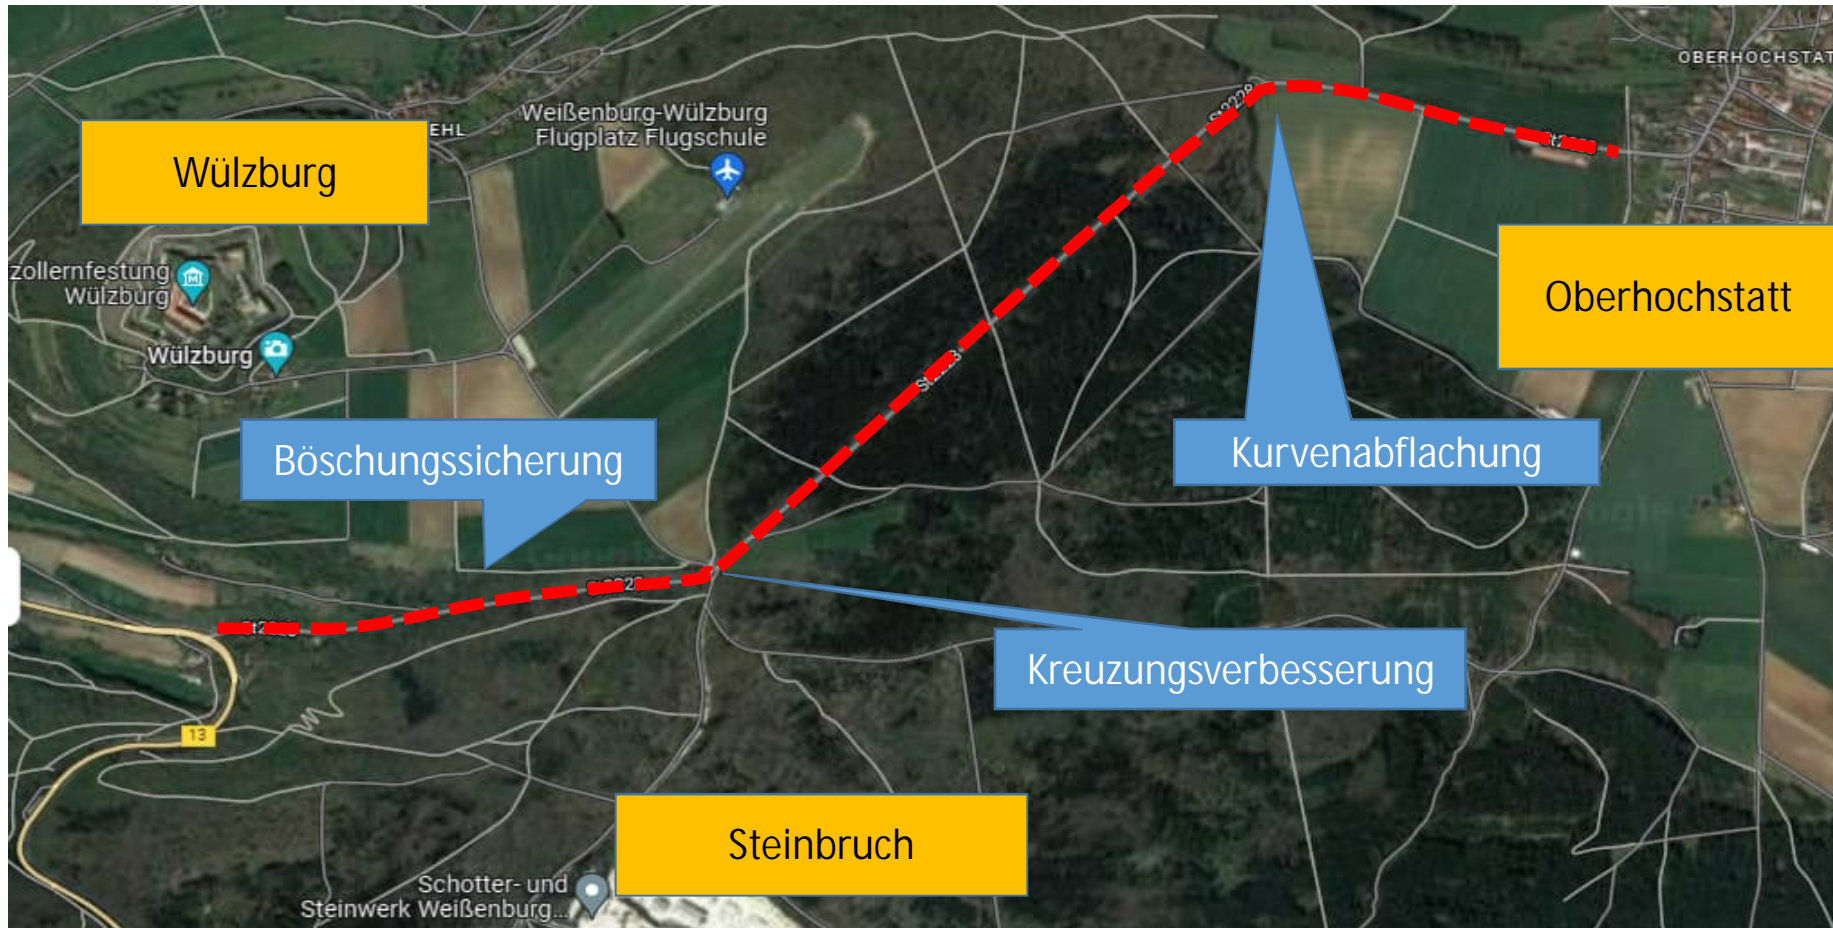 OBERHOCHSTAT
Weißenburg-Wülzburg
Flugplatz Flugschule
EHL
Wülzburg
St2228
zollernfestung
Wülzburg
Oberhochstatt
Wülzburg
Böschungssicherung
Kurvenabflachung
Kreuzungsverbesserung
13
Steinbruch
Schotter- und
Steinwerk Weißenburg...